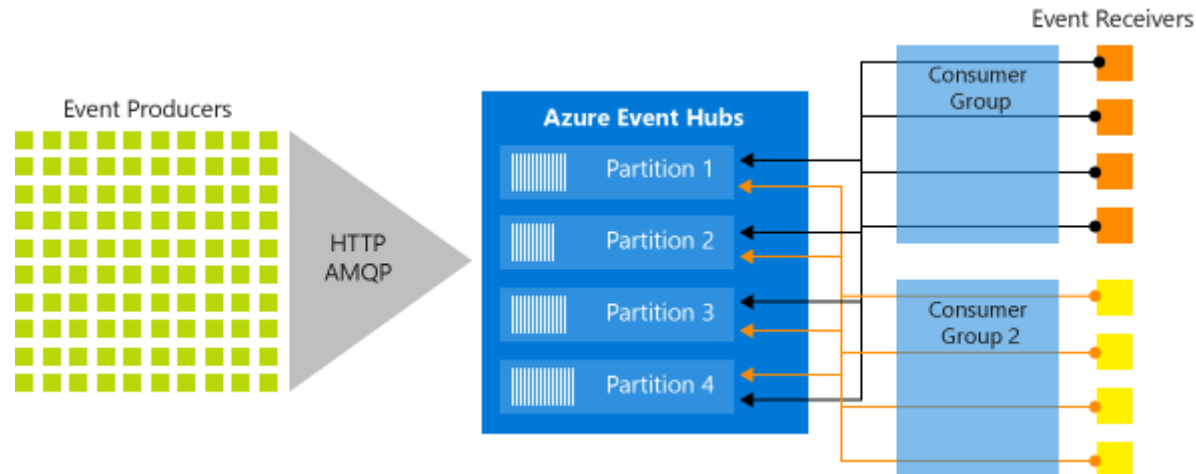 Event Receivers
Event Producers
HTTP
AMQP
Azure Event Hubs
Partition 1
Partition 2
Partition 3
Partition 4
Consumer
Group
Consumer
Group 2